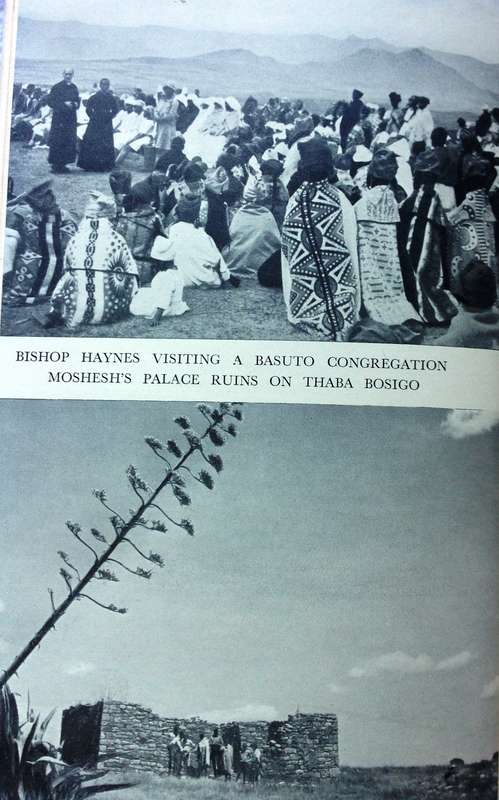 BISHOP HAYNES VISITING A BASUTO CONGREGATION
MOSHESH'S PALACE RUINS ON THABA BOSIGO